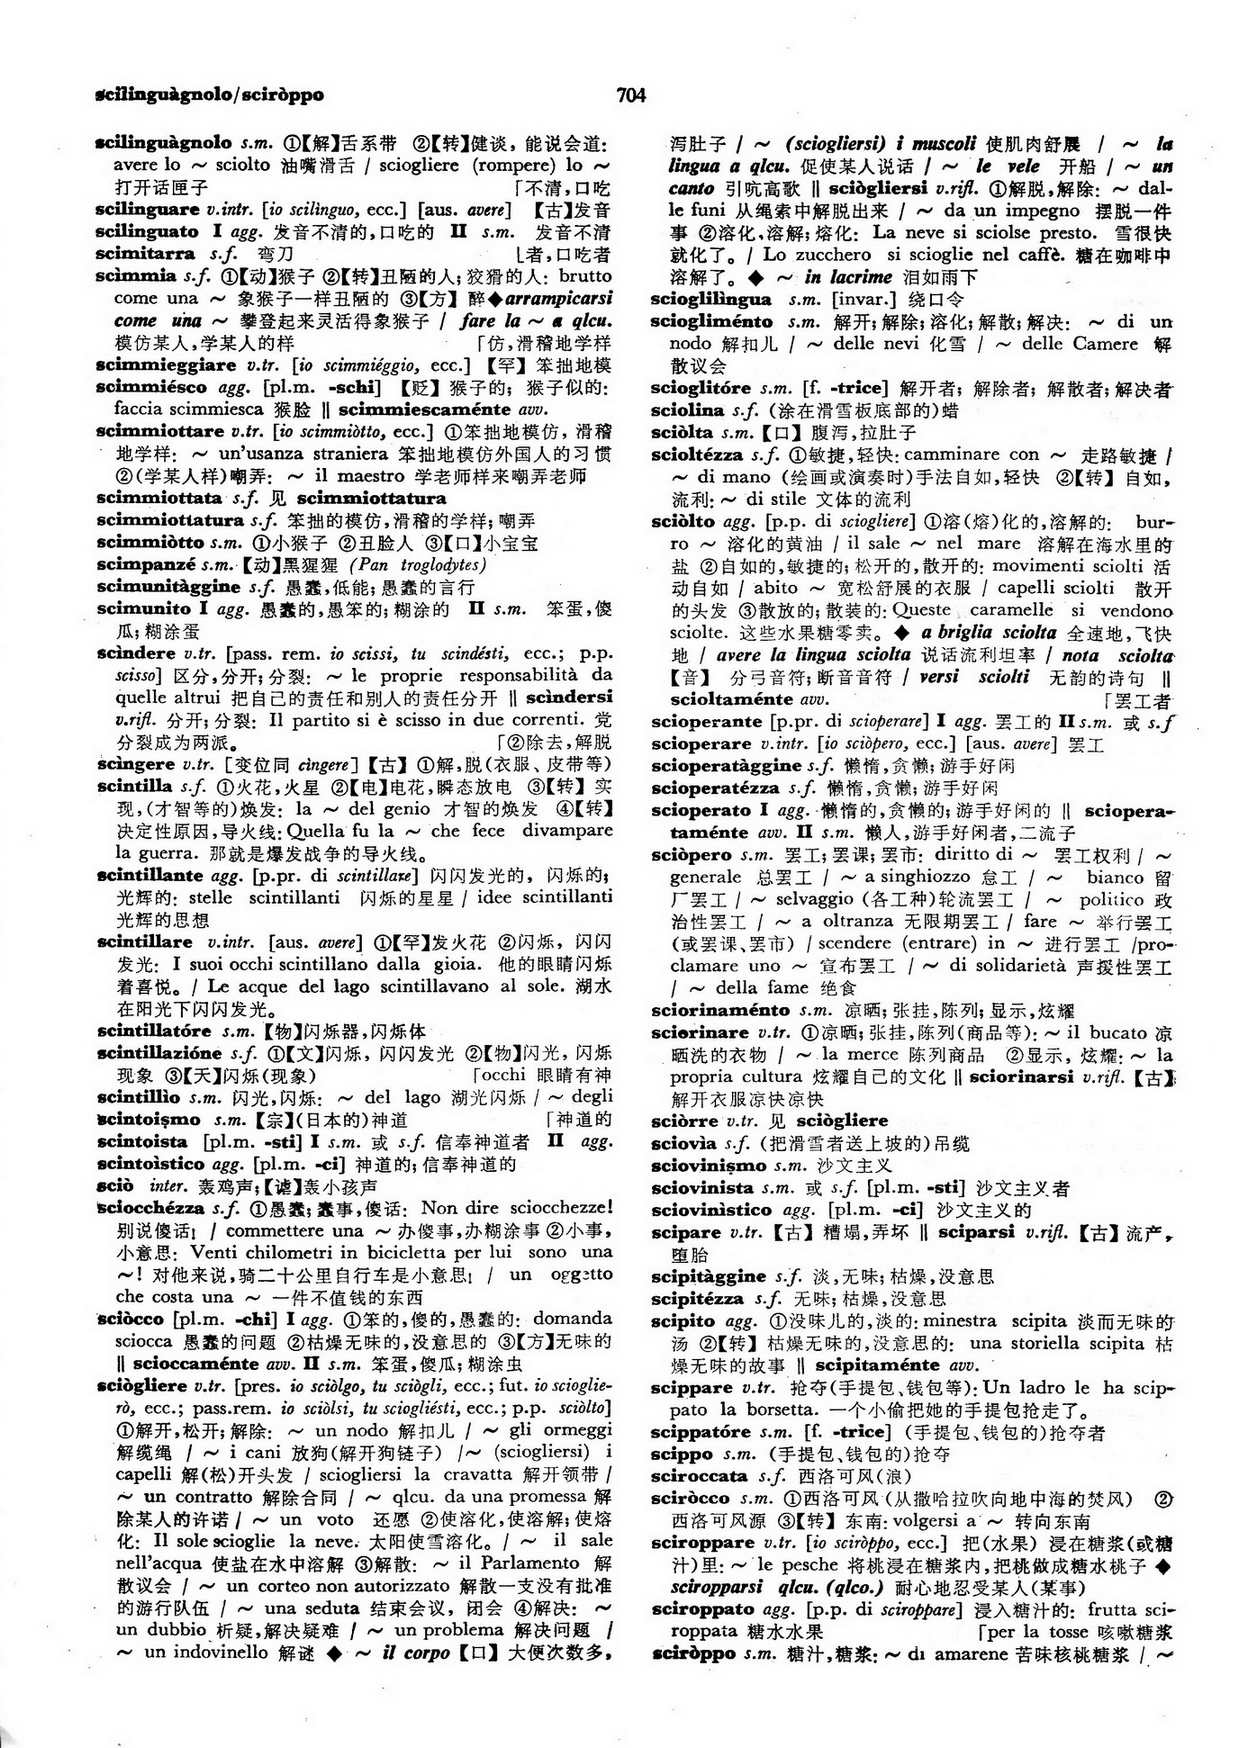 scilinguàgnolo/sciròppo
704
scilinguàgnolo s.m. ①【解】舌系带 ②【转】健谈，能说会道:
avere lo ～ sciolto 油嘴滑舌 / sciogliere (rompere) lo ～
打开话匣子 「不清,口吃
scilinguare v.intr. [io scilìnguo, ecc.] [aus. avere] 【古】发音
scilinguato I agg. 发音不清的,口吃的 II s.m. 发音不清
scimitarra s.f. 弯刀 ⌊者,口吃者
scìmmia s.f. ①【动】猴子 ②【转】丑陋的人; 狡猾的人: brutto
come una ～ 象猴子一样丑陋的 ③【方】醉◆arrampicarsi
come una ～ 攀登起来灵活得象猴子 / fare la ～ a qlcu.
模仿某人,学某人的样 「仿,滑稽地学样
scimmieggiare v.tr. [io scimmiéggio, ecc.] 【罕】笨拙地模
scimmiésco agg. [pl.m. -schi] 【贬】猴子的; 猴子似的:
faccia scimmiesca 猴脸 ‖ scimmiescaménte avv.
scimmiottare v.tr. [io scimmiòtto, ecc.] ①笨拙地模仿, 滑稽
地学样: ～ un'usanza straniera 笨拙地模仿外国人的习惯
②(学某人样)嘲弄: ～ il maestro 学老师样来嘲弄老师
scimmiottata s.f. 见 scimmiottatura
scimmiottatura s.f. 笨拙的模仿,滑稽的学样; 嘲弄
scimmiòtto s.m. ①小猴子 ②丑脸人 ③【口】小宝宝
scimpanzé s.m.【动】黑猩猩 (Pan troglodytes)
scimunitàggine s.f. 愚蠢,低能; 愚蠢的言行
scimunito I agg. 愚蠢的,愚笨的; 糊涂的 II s.m. 笨蛋,傻
瓜; 糊涂蛋
scìndere v.tr. [pass. rem. io scissi, tu scindésti, ecc.; p.p.
scisso] 区分,分开; 分裂: ～ le proprie responsabilità da
quelle altrui 把自己的责任和别人的责任分开 ‖ scìndersi
v.rifl. 分开; 分裂: Il partito si è scisso in due correnti. 党
分裂成为两派。 「②除去,解脱
scìngere v.tr. [变位同 cìngere]【古】①解,脱(衣服、皮带等)
scintilla s.f. ①火花,火星 ②【电】电花,瞬态放电 ③【转】实
现,(才智等的)焕发: la ～ del genio 才智的焕发 ④【转】
决定性原因,导火线: Quella fu la ～ che fece divampare
la guerra. 那就是爆发战争的导火线。
scintillante agg. [p.pr. di scintillare] 闪闪发光的, 闪烁的;
光辉的: stelle scintillanti 闪烁的星星 / idee scintillanti
光辉的思想
scintillare v.intr. [aus. avere] ①【罕】发火花 ②闪烁, 闪闪
发光: I suoi occhi scintillano dalla gioia. 他的眼睛闪烁
着喜悦。/ Le acque del lago scintillavano al sole. 湖水
在阳光下闪闪发光。
scintillatóre s.m.【物】闪烁器,闪烁体
scintillazióne s.f. ①【文】闪烁, 闪闪发光 ②【物】闪光, 闪烁
现象 ③【天】闪烁(现象) 「occhi 眼睛有神
scintillìo s.m. 闪光,闪烁: ～ del lago 湖光闪烁 / ～ degli
scintoismo s.m.【宗】(日本的)神道 「神道的
scintoista [pl.m. -sti] I s.m. 或 s.f. 信奉神道者 II agg.
scintoìstico agg. [pl.m. -ci] 神道的; 信奉神道的
sciò inter. 轰鸡声;【谑】轰小孩声
sciocchézza s.f. ①愚蠢; 蠢事,傻话: Non dire sciocchezze!
别说傻话! / commettere una ～ 办傻事,办糊涂事 ②小事,
小意思: Venti chilometri in bicicletta per lui sono una
～! 对他来说,骑二十公里自行车是小意思! / un oggetto
che costa una ～ 一件不值钱的东西
sciòcco [pl.m. -chi] I agg. ①笨的,傻的,愚蠢的: domanda
sciocca 愚蠢的问题 ②枯燥无味的,没意思的 ③【方】无味的
‖ scioccaménte avv. II s.m. 笨蛋,傻瓜; 糊涂虫
sciògliere v.tr. [pres. io sciòlgo, tu sciògli, ecc.; fut. io scioglie-
rò, ecc.; pass.rem. io sciòlsi, tu sciogliésti, ecc.; p.p. sciòlto]
①解开,松开; 解除: ～ un nodo 解扣儿 / ～ gli ormeggi
解缆绳 / ～ i cani 放狗(解开狗链子) /～ (sciogliersi) i
capelli 解(松)开头发 / sciogliersi la cravatta 解开领带 /
～ un contratto 解除合同 / ～ qlcu. da una promessa 解
除某人的许诺 / ～ un voto 还愿 ②使溶化,使溶解; 使熔
化: Il sole scioglie la neve. 太阳使雪溶化。/ ～ il sale
nell'acqua 使盐在水中溶解 ③解散: ～ il Parlamento 解
散议会 / ～ un corteo non autorizzato 解散一支没有批准
的游行队伍 / ～ una seduta 结束会议, 闭会 ④解决: ～
un dubbio 析疑,解决疑难 / ～ un problema 解决问题 /
～ un indovinello 解谜 ◆ ～ il corpo【口】大便次数多,
泻肚子 / ～ (sciogliersi) i muscoli 使肌肉舒展 / ～ la
lingua a qlcu. 促使某人说话 / ～ le vele 开船 / ～ un
canto 引吭高歌 ‖ sciògliersi v.rifl. ①解脱,解除: ～ dal-
le funi 从绳索中解脱出来 / ～ da un impegno 摆脱一件
事 ②溶化,溶解; 熔化: La neve si sciolse presto. 雪很快
就化了。/ Lo zucchero si scioglie nel caffè. 糖在咖啡中
溶解了。◆ ～ in lacrime 泪如雨下
scioglilìngua s.m. [invar.] 绕口令
sciogliménto s.m. 解开; 解除; 溶化; 解散; 解决: ～ di un
nodo 解扣儿 / ～ delle nevi 化雪 / ～ delle Camere 解
散议会
scioglitóre s.m. [f. -trice] 解开者; 解除者; 解散者; 解决者
sciolina s.f. (涂在滑雪板底部的)蜡
sciòlta s.m.【口】腹泻,拉肚子
scioltézza s.f. ①敏捷,轻快: camminare con ～ 走路敏捷 /
～ di mano (绘画或演奏时)手法自如,轻快 ②【转】自如,
流利: ～ di stile 文体的流利
sciòlto agg. [p.p. di sciogliere] ①溶(熔)化的,溶解的: bur-
ro ～ 溶化的黄油 / il sale ～ nel mare 溶解在海水里的
盐 ②自如的,敏捷的; 松开的,散开的: movimenti sciolti 活
动自如 / abito ～ 宽松舒展的衣服 / capelli sciolti 散开
的头发 ③散放的; 散装的: Queste caramelle si vendono
sciolte. 这些水果糖零卖。◆ a briglia sciolta 全速地,飞快
地 / avere la lingua sciolta 说话流利坦率 / nota sciolta
【音】 分弓音符; 断音音符 / versi sciolti 无韵的诗句 ‖
scioltaménte avv. 「罢工者
scioperante [p.pr. di scioperare] I agg. 罢工的 II s.m. 或 s.f
scioperare v.intr. [io sciòpero, ecc.] [aus. avere] 罢工
scioperatàggine s.f. 懒惰,贪懒; 游手好闲
scioperatézza s.f. 懒惰,贪懒; 游手好闲
scioperato I agg. 懒惰的,贪懒的; 游手好闲的 ‖ sciopera-
taménte avv. II s.m. 懒人,游手好闲者,二流子
sciòpero s.m. 罢工; 罢课; 罢市: diritto di ～ 罢工权利 / ～
generale 总罢工 / ～ a singhiozzo 怠工 / ～ bianco 留
厂罢工 / ～ selvaggio (各工种)轮流罢工 / ～ politico 政
治性罢工 / ～ a oltranza 无限期罢工 / fare ～ 举行罢工
(或罢课、罢市) / scendere (entrare) in ～ 进行罢工 /pro-
clamare uno ～ 宣布罢工 / ～ di solidarietà 声援性罢工
/ ～ della fame 绝食
sciorinaménto s.m. 凉晒; 张挂,陈列; 显示,炫耀
sciorinare v.tr. ①凉晒; 张挂,陈列(商品等): ～ il bucato 凉
晒洗的衣物 / ～ la merce 陈列商品 ②显示, 炫耀: ～ la
propria cultura 炫耀自己的文化 ‖ sciorinarsi v.rifl.【古】
解开衣服凉快凉快
sciòrre v.tr. 见 sciògliere
sciovìa s.f. (把滑雪者送上坡的)吊缆
sciovinismo s.m. 沙文主义
sciovinista s.m. 或 s.f. [pl.m. -sti] 沙文主义者
sciovinìstico agg. [pl.m. -ci] 沙文主义的
scipare v.tr.【古】糟塌,弄坏 ‖ sciparsi v.rifl.【古】流产,
堕胎
scipitàggine s.f. 淡,无味; 枯燥,没意思
scipitézza s.f. 无味; 枯燥,没意思
scipito agg. ①没味儿的,淡的: minestra scipita 淡而无味的
汤 ②【转】枯燥无味的,没意思的: una storiella scipita 枯
燥无味的故事 ‖ scipitaménte avv.
scippare v.tr. 抢夺(手提包、钱包等): Un ladro le ha scip-
pato la borsetta. 一个小偷把她的手提包抢走了。
scippatóre s.m. [f. -trice] (手提包、钱包的)抢夺者
scippo s.m. (手提包、钱包的)抢夺
sciroccata s.f. 西洛可风(浪)
sciròcco s.m. ①西洛可风(从撒哈拉吹向地中海的焚风) ②
西洛可风源 ③【转】东南: volgersi a ～ 转向东南
sciroppare v.tr. [io sciròppo, ecc.] 把(水果) 浸在糖浆(或糖
汁)里: ～ le pesche 将桃浸在糖浆内,把桃做成糖水桃子 ◆
scioropparsi qlcu. (qlco.) 耐心地忍受某人(某事)
sciroppato agg. [p.p. di sciroppare] 浸入糖汁的: frutta sci-
roppata 糖水水果 「per la tosse 咳嗽糖浆
sciròppo s.m. 糖汁,糖浆: ～ di amarene 苦味核桃糖浆 / ～